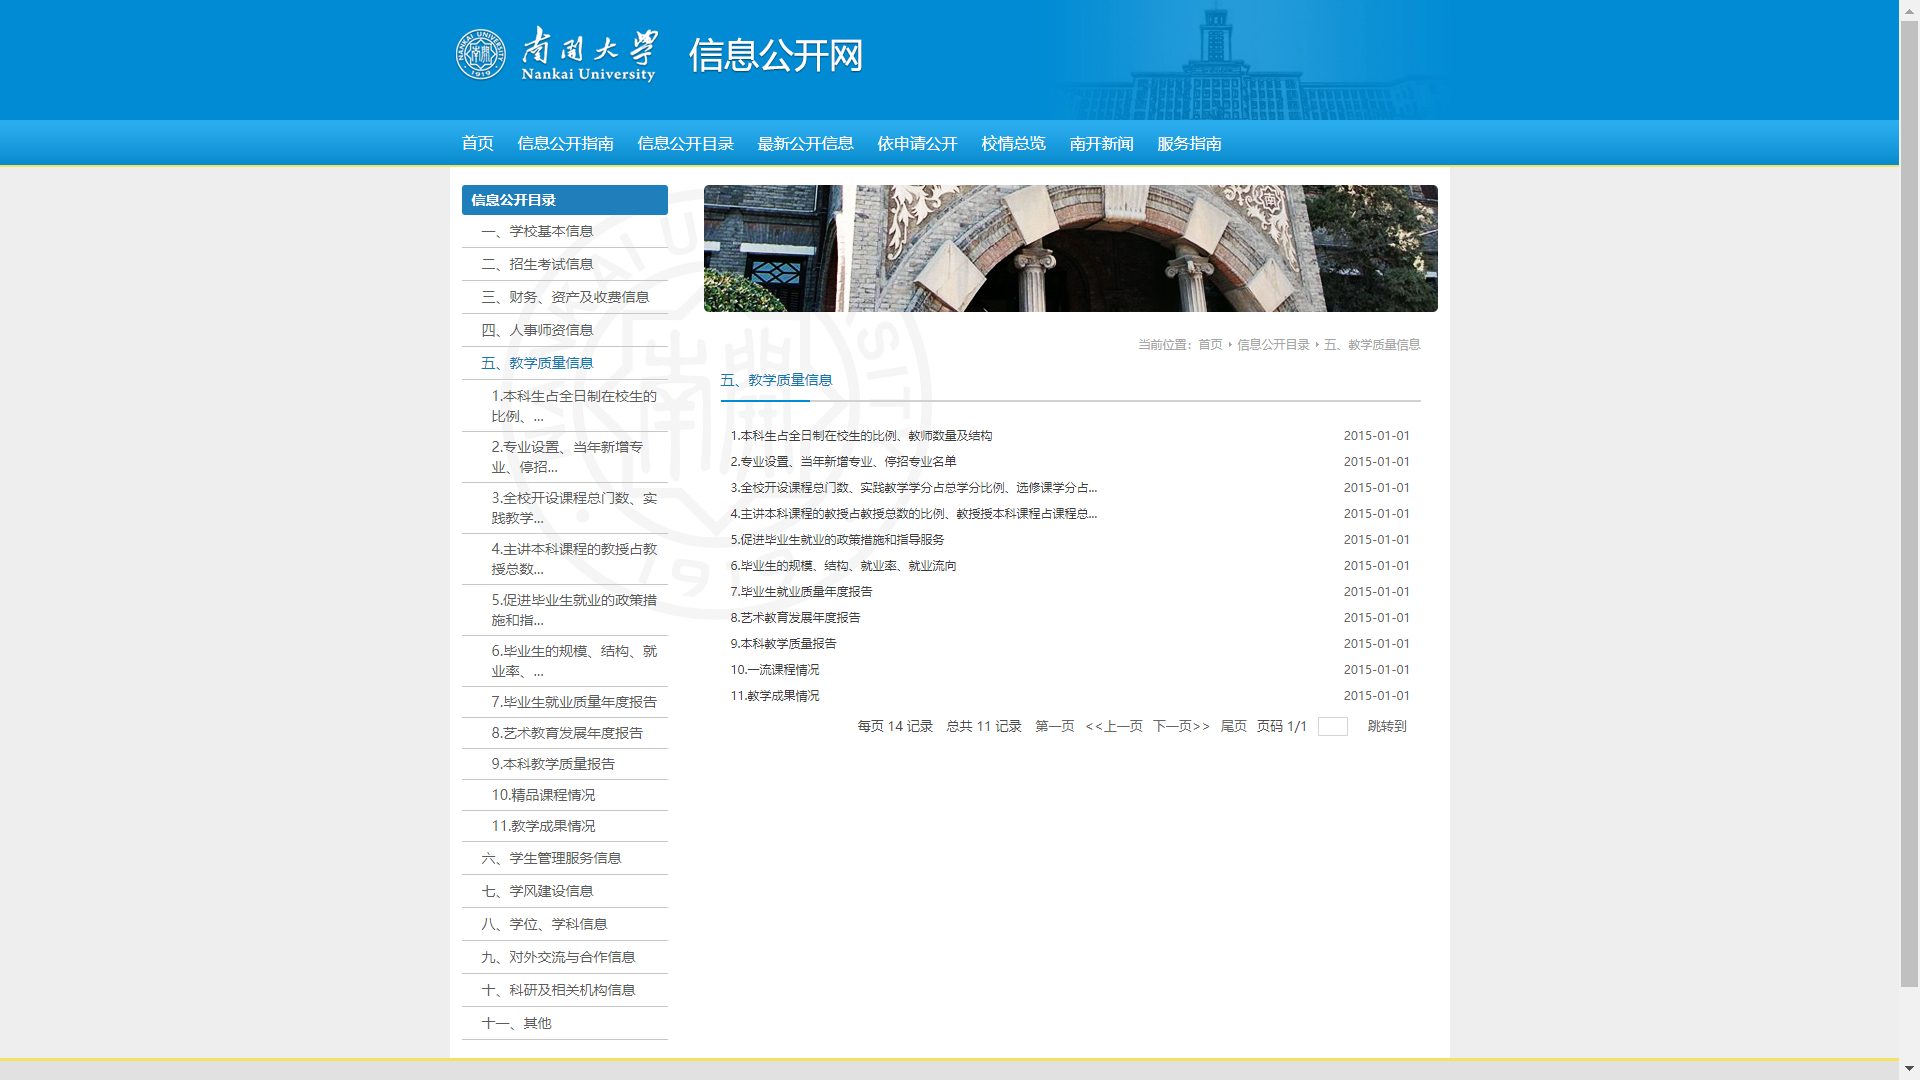 南開大學
Nankai University
信息公开网
首页 信息公开指南 信息公开目录 最新公开信息 依申请公开 校情总览 南开新闻 服务指南
信息公开目录
一、学校基本信息
二、招生考试信息
三、财务、资产及收费信息
四、人事师资信息
五、教学质量信息
1.本科生占全日制在校生的
比例、...
2.专业设置、当年新增专
业、停招...
3.全校开设课程总门数、实
践教学...
4.主讲本科课程的教授占教
授总数...
5.促进毕业生就业的政策措
施和指...
6.毕业生的规模、结构、就
业率、...
7.毕业生就业质量年度报告
8.艺术教育发展年度报告
9.本科教学质量报告
10.精品课程情况
11.教学成果情况
六、学生管理服务信息
七、学风建设信息
八、学位、学科信息
九、对外交流与合作信息
十、科研及相关机构信息
十一、其他
当前位置: 首页 信息公开目录 五、教学质量信息
五、教学质量信息
1.本科生占全日制在校生的比例、教师数量及结构 2015-01-01
2.专业设置、当年新增专业、停招专业名单 2015-01-01
3.全校开设课程总门数、实践教学学分占总学分比例、选修课学分占... 2015-01-01
4.主讲本科课程的教授占教授总数的比例、教授授本科课程占课程总... 2015-01-01
5.促进毕业生就业的政策措施和指导服务 2015-01-01
6.毕业生的规模、结构、就业率、就业流向 2015-01-01
7.毕业生就业质量年度报告 2015-01-01
8.艺术教育发展年度报告 2015-01-01
9.本科教学质量报告 2015-01-01
10.一流课程情况 2015-01-01
11.教学成果情况 2015-01-01
每页 14 记录 总共 11 记录 第一页 <<上一页 下一页>> 尾页 页码 1/1 跳转到